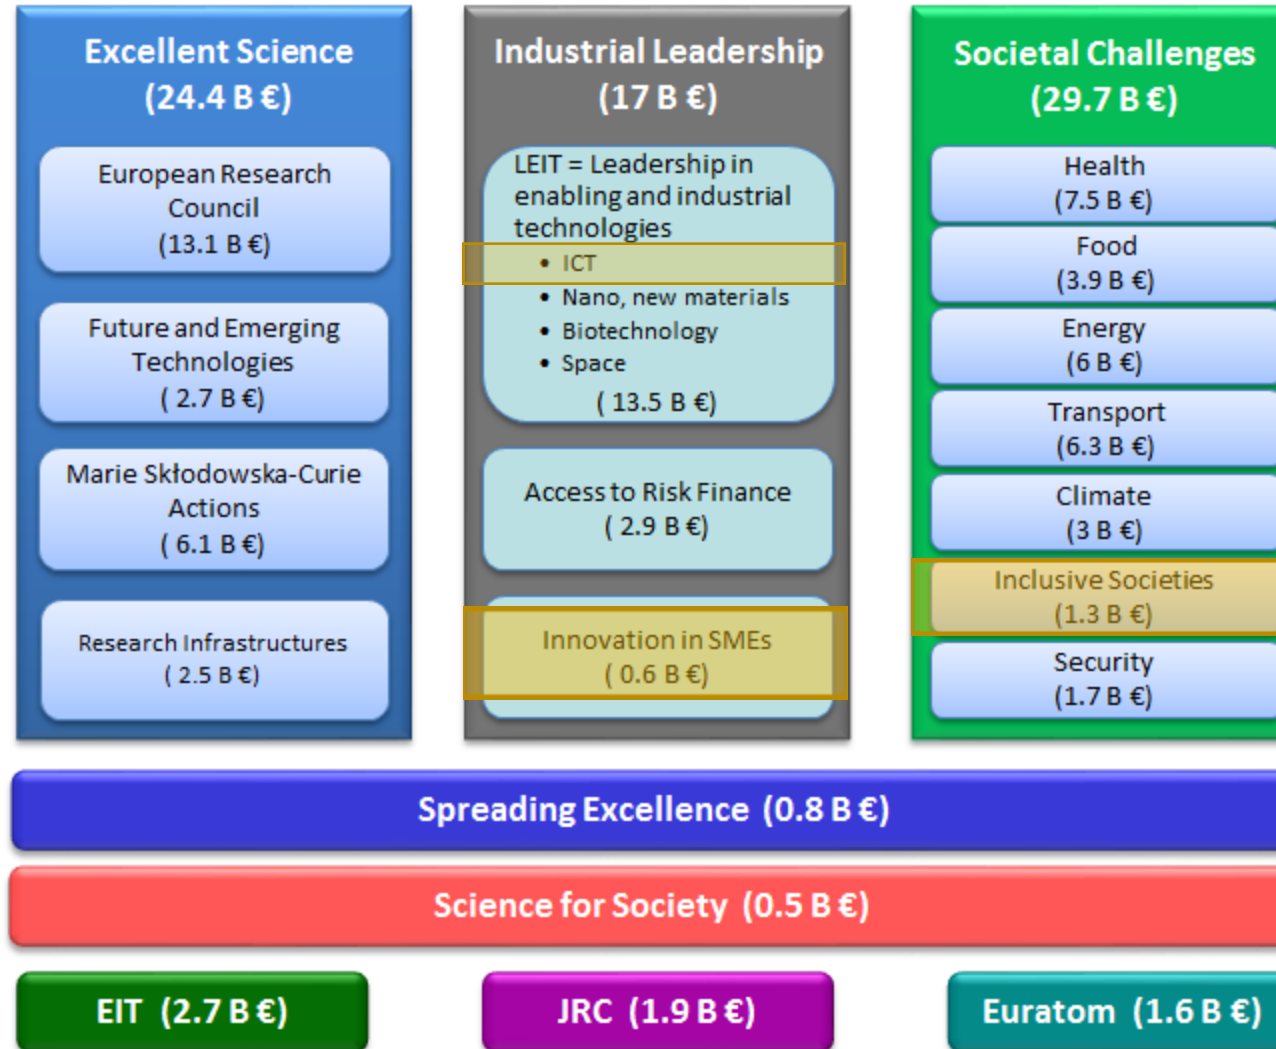 Excellent Science
(24.4 B €)
European Research
Council
(13.1 B €)
Future and Emerging
Technologies
( 2.7 B €)
Marie Skłodowska-Curie
Actions
( 6.1 B €)
Research Infrastructures
( 2.5 B €)
Industrial Leadership
(17 B €)
LEIT = Leadership in
enabling and industrial
technologies
• ICT
• Nano, new materials
• Biotechnology
• Space
( 13.5 B €)
Access to Risk Finance
( 2.9 B €)
Innovation in SMEs
( 0.6 B €)
Societal Challenges
(29.7 B €)
Health
(7.5 B €)
Food
(3.9 B €)
Energy
(6 B €)
Transport
(6.3 B €)
Climate
(3 B €)
Inclusive Societies
(1.3 B €)
Security
(1.7 B €)
Spreading Excellence (0.8 B €)
Science for Society (0.5 B €)
EIT (2.7 B €)
JRC (1.9 B €)
Euratom (1.6 B €)